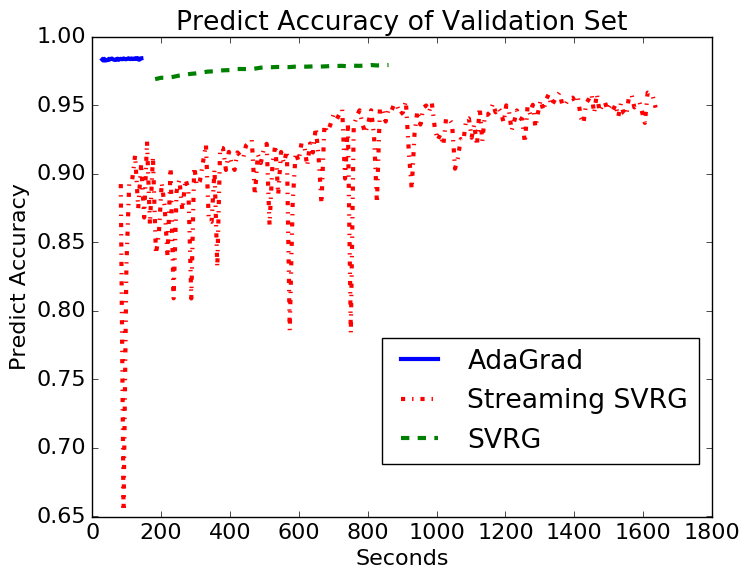 Predict Accuracy of Validation Set
1.00
0.95
0.90
0.85
0.80
0.75
0.70
0.65
Predict Accuracy
AdaGrad
Streaming SVRG
SVRG
0 200 400 600 800 1000 1200 1400 1600 1800
Seconds